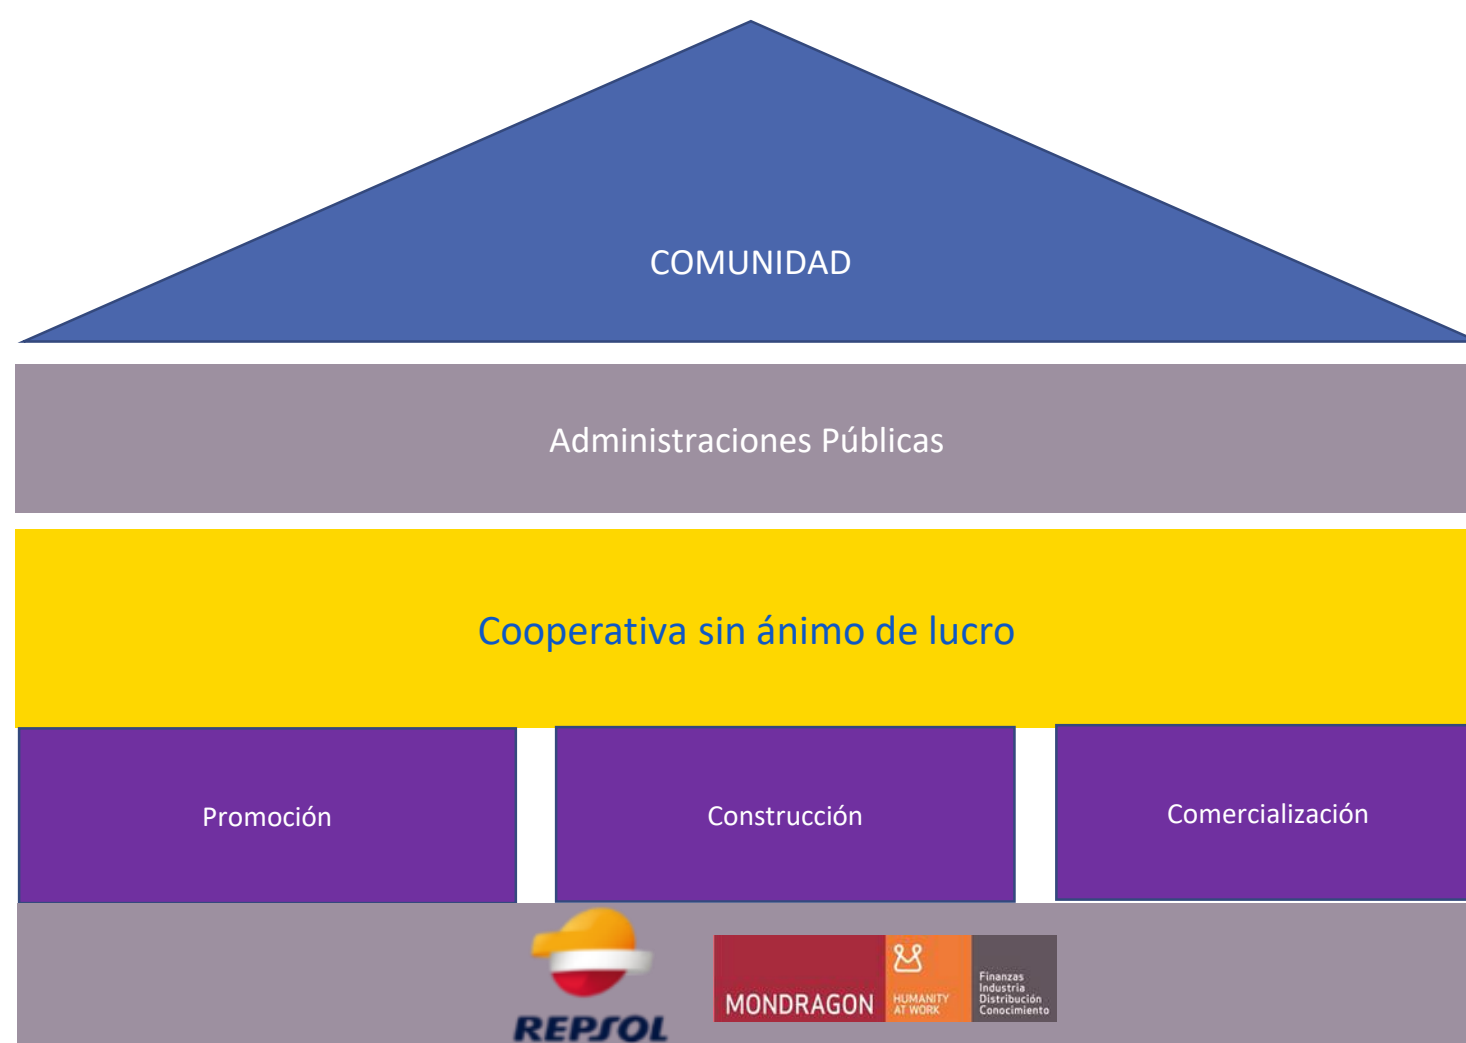 COMUNIDAD
Administraciones Públicas
Cooperativa sin ánimo de lucro
Promoción
Construcción
Comercialización
REPSOL
MONDRAGON
HUMANITY
AT WORK
Finanzas
Industria
Distribución
Conocimiento